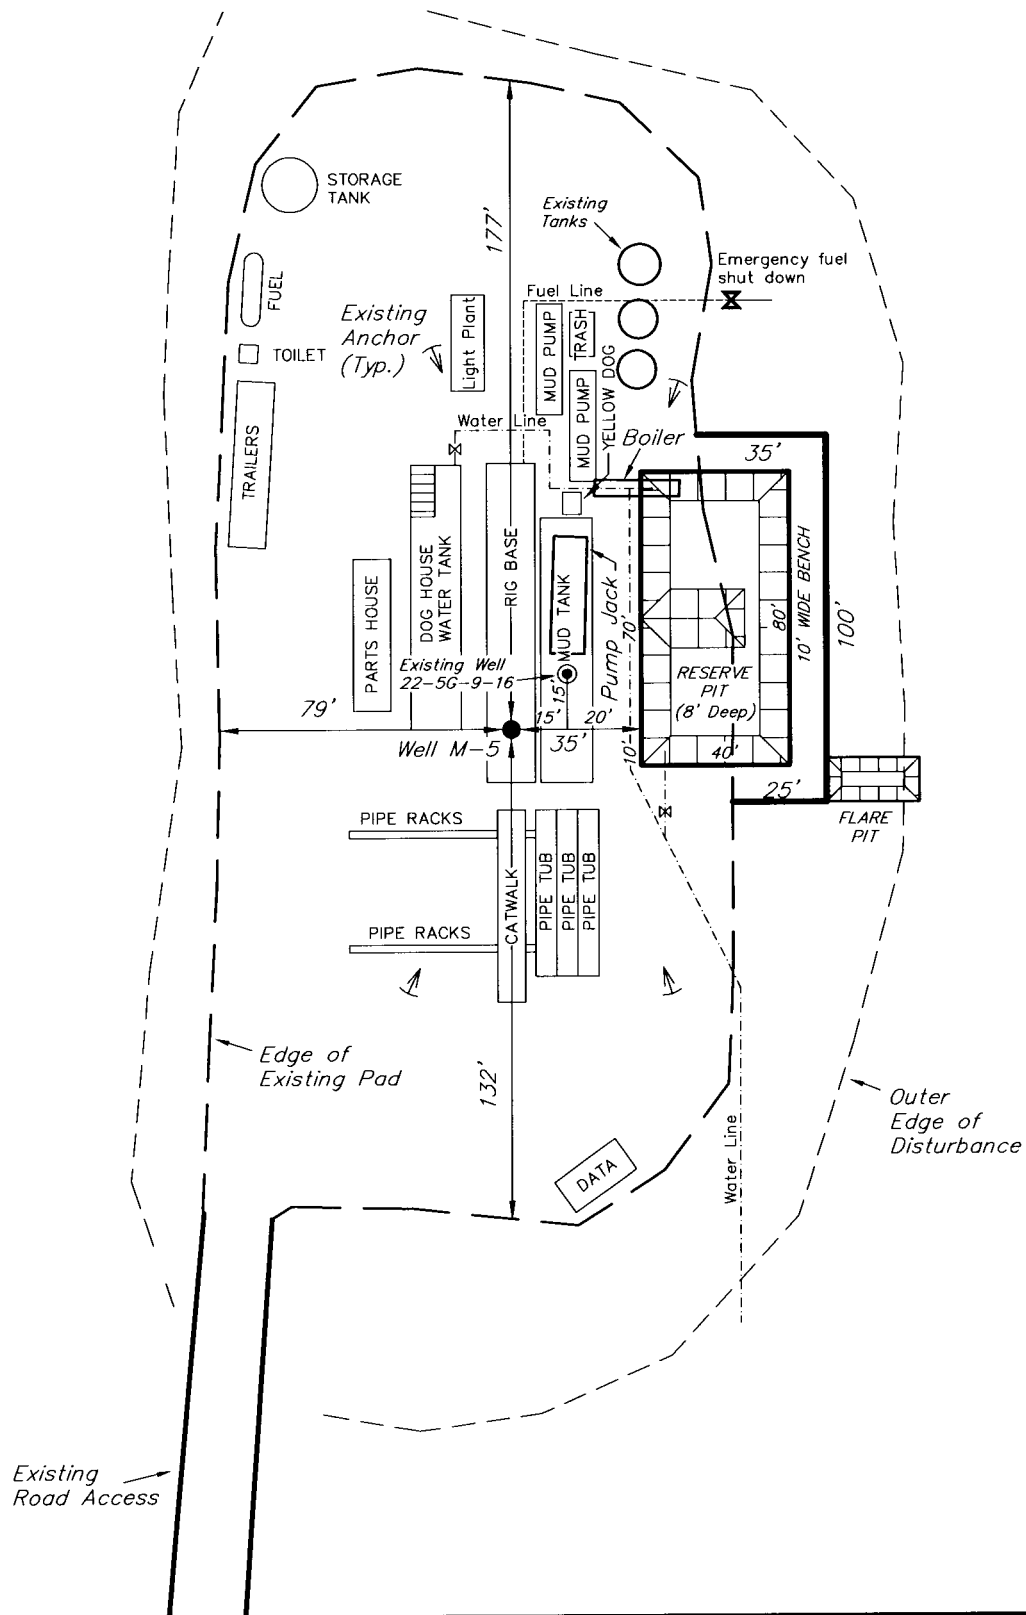 STORAGE
TANK
177'
Existing
Tanks
Emergency fuel
shut down
FUEL
Fuel Line
Existing
Anchor
(Typ.)
Light Plant
MUD PUMP
TRASH
TOILET
MUD PUMP
YELLOW DOG
Water Line
Boiler
35'
TRAILERS
PARTS HOUSE
DOG HOUSE
WATER TANK
RIG BASE
MUD TANK
Pump Jack
70'
80'
10' WIDE BENCH
100'
Existing Well
22-5G-9-16
15'
RESERVE
PIT
(8' Deep)
79'
Well M-5
15'
20'
35'
10'
40'
25'
FLARE
PIT
PIPE RACKS
CATWALK
PIPE TUB
PIPE TUB
PIPE TUB
PIPE RACKS
Edge of
Existing Pad
132'
Outer
Edge of
Disturbance
DATA
Water Line
Existing
Road Access